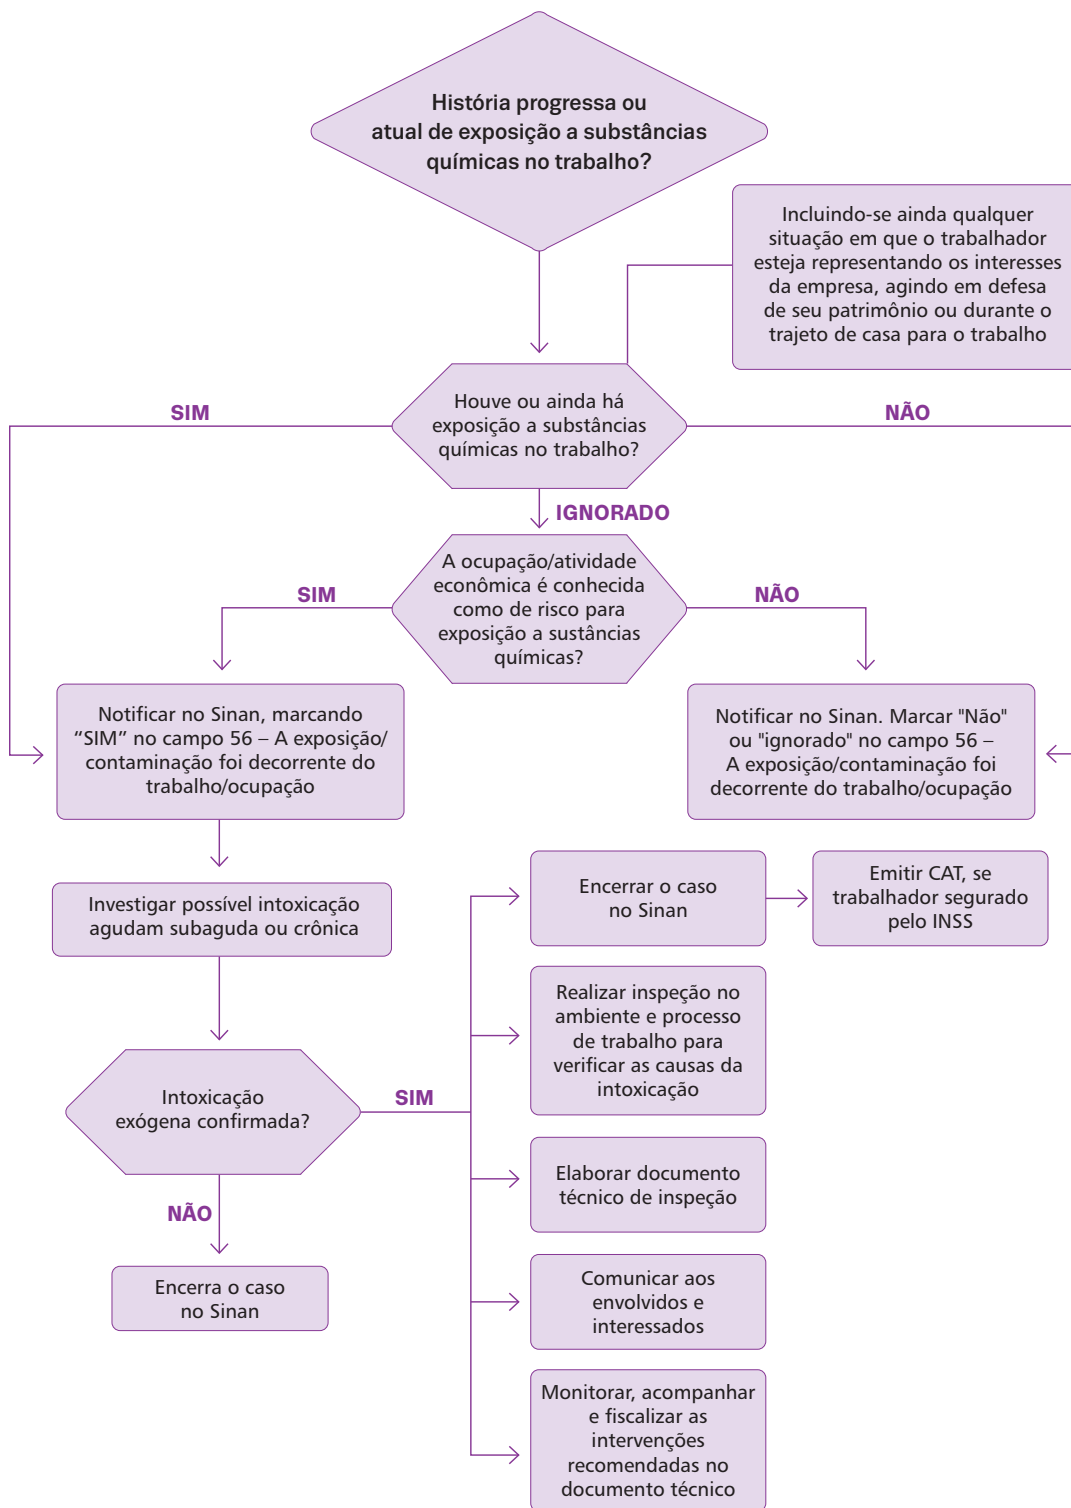 História progressa ou
atual de exposição a substâncias
químicas no trabalho?
Incluindo-se ainda qualquer
situação em que o trabalhador
esteja representando os interesses
da empresa, agindo em defesa
de seu patrimônio ou durante o
trajeto de casa para o trabalho
SIM
Houve ou ainda há
exposição a substâncias
químicas no trabalho?
NÃO
IGNORADO
SIM
A ocupação/atividade
econômica é conhecida
como de risco para
exposição a sustâncias
químicas?
NÃO
Notificar no Sinan, marcando
“SIM” no campo 56 – A exposição/
contaminação foi decorrente do
trabalho/ocupação
Notificar no Sinan. Marcar "Não"
ou "ignorado" no campo 56 –
A exposição/contaminação foi
decorrente do trabalho/ocupação
Investigar possível intoxicação
agudam subaguda ou crônica
Encerrar o caso
no Sinan
Emitir CAT, se
trabalhador segurado
pelo INSS
Realizar inspeção no
ambiente e processo
de trabalho para
verificar as causas da
intoxicação
Intoxicação
exógena confirmada?
SIM
Elaborar documento
técnico de inspeção
NÃO
Encerra o caso
no Sinan
Comunicar aos
envolvidos e
interessados
Monitorar, acompanhar
e fiscalizar as
intervenções
recomendadas no
documento técnico